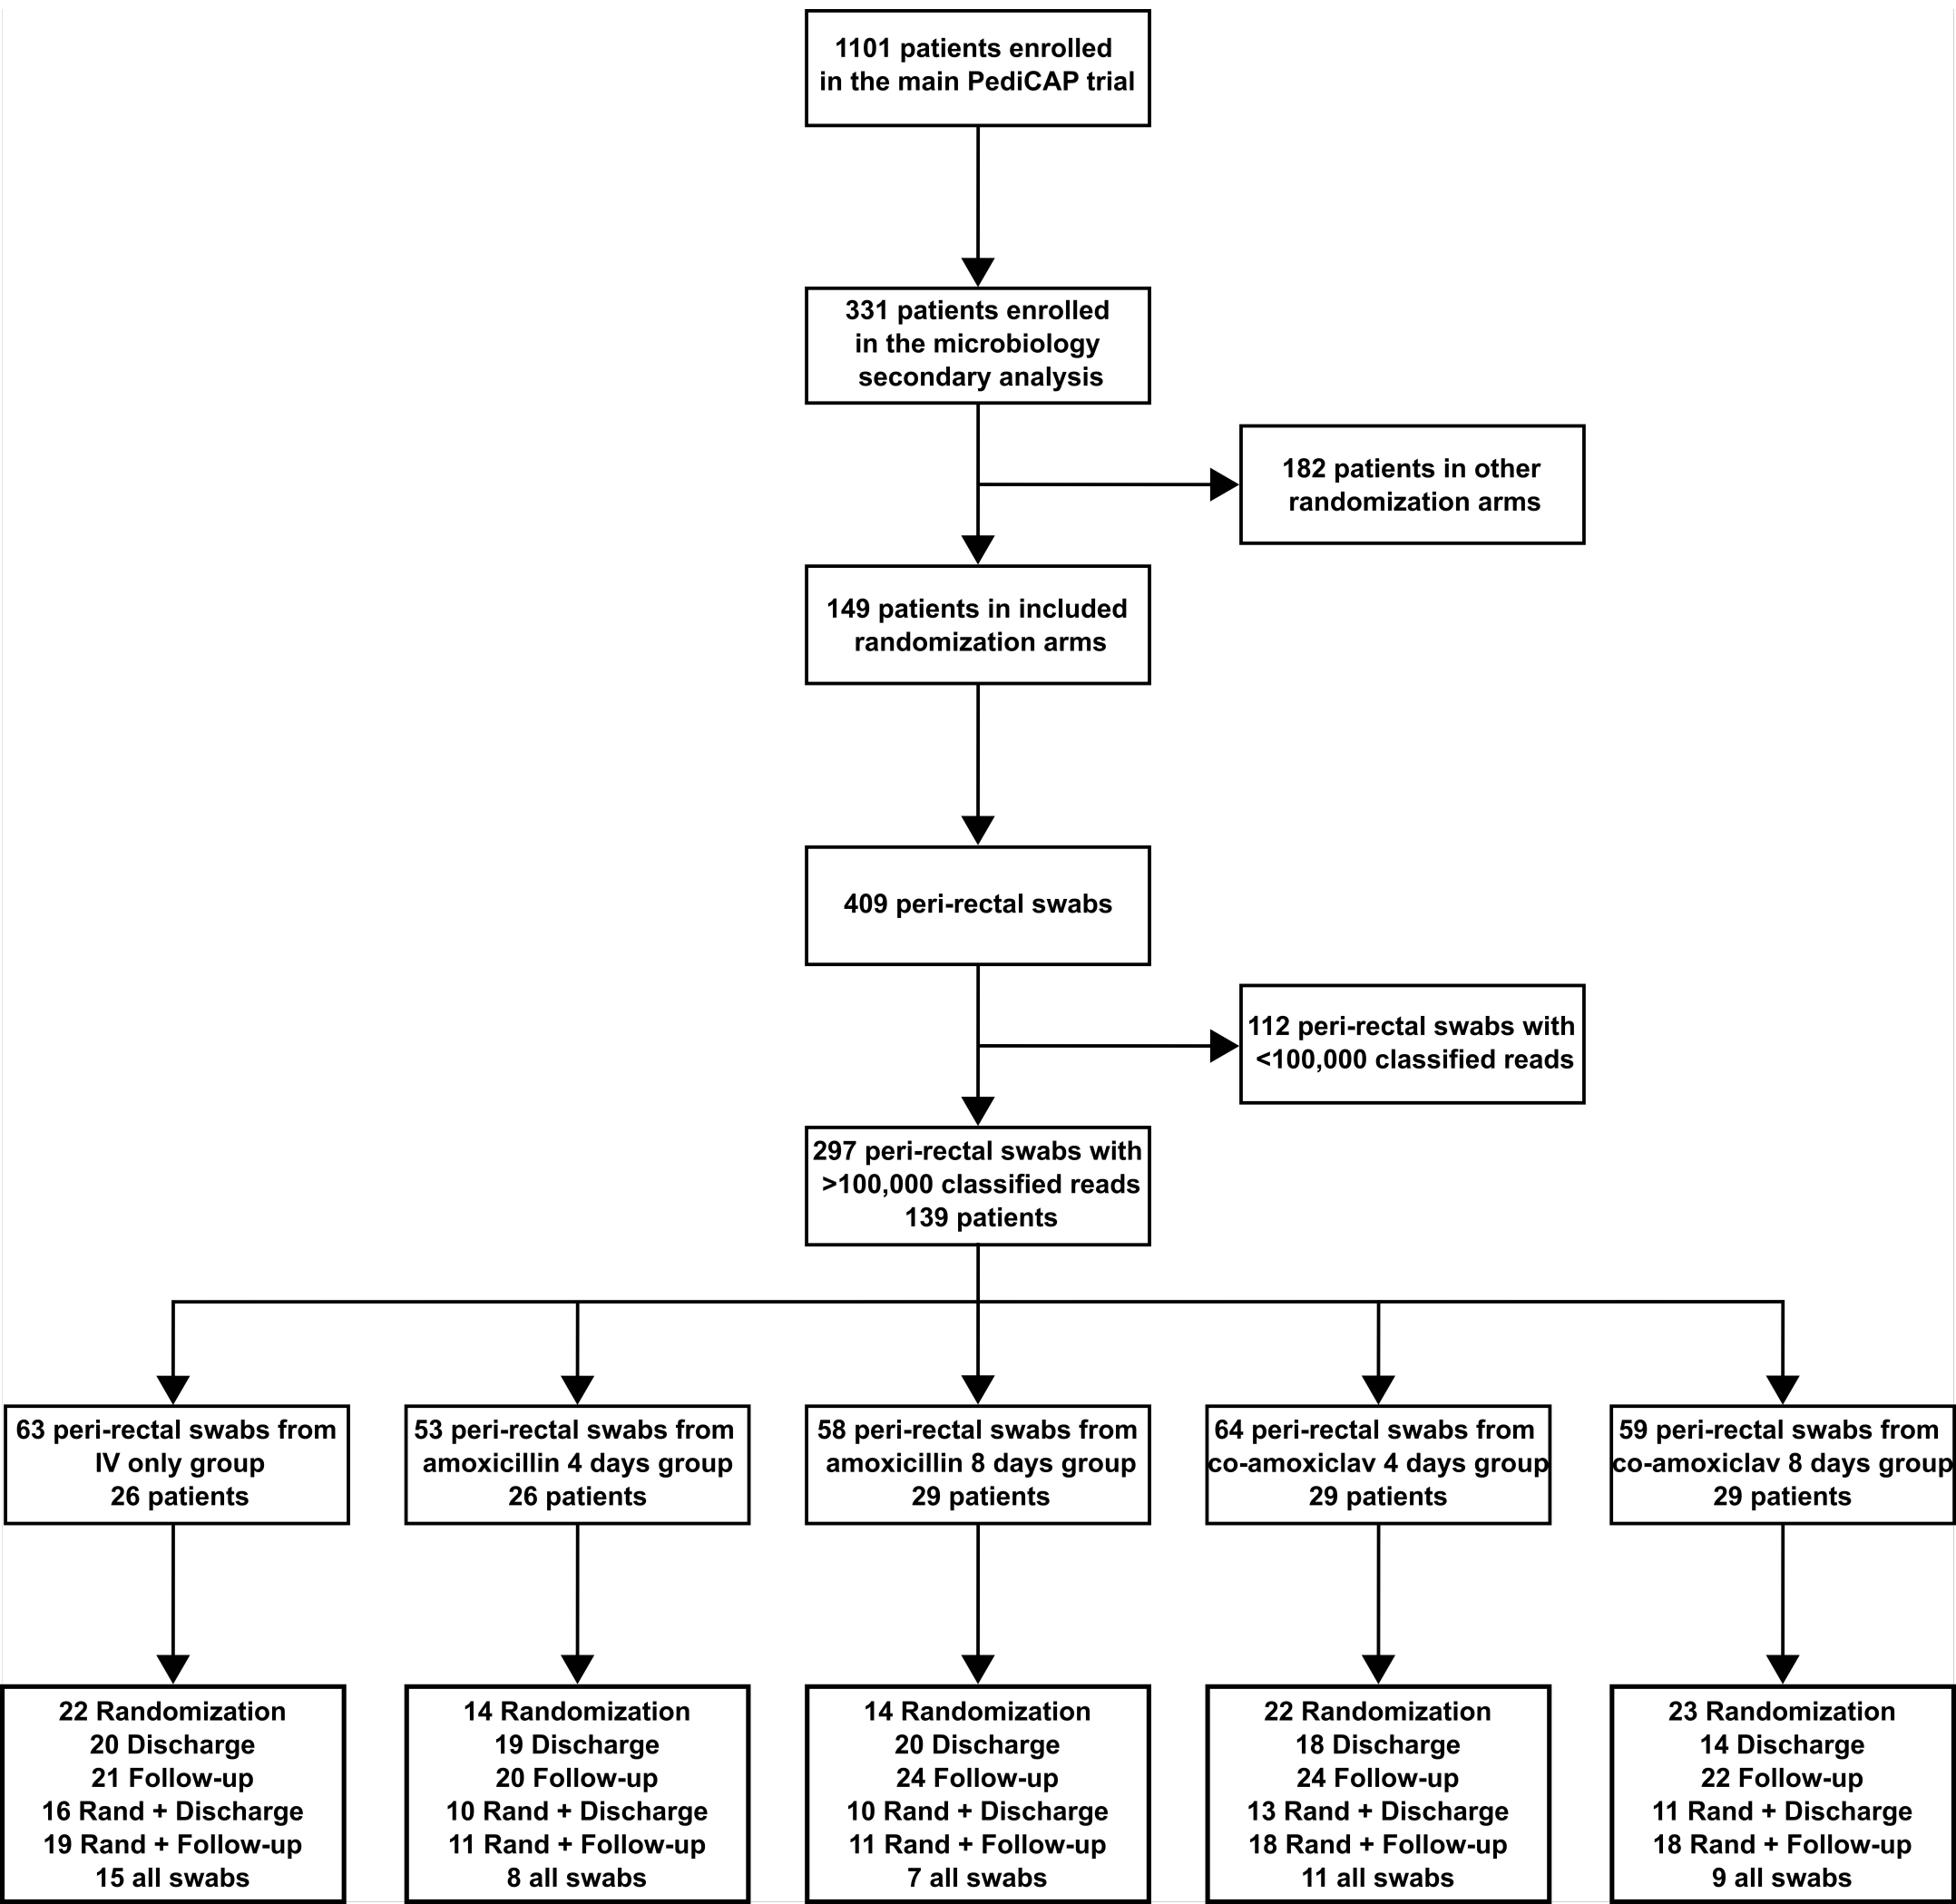 1101 patients enrolled
in the main PediCAP trial
331 patients enrolled
in the microbiology
secondary analysis
182 patients in other
randomization arms
149 patients in included
randomization arms
409 peri-rectal swabs
112 peri-rectal swabs with
<100,000 classified reads
297 peri-rectal swabs with
>100,000 classified reads
139 patients
63 peri-rectal swabs from
IV only group
26 patients
53 peri-rectal swabs from
amoxicillin 4 days group
26 patients
58 peri-rectal swabs from
amoxicillin 8 days group
29 patients
64 peri-rectal swabs from
co-amoxiclav 4 days group
29 patients
59 peri-rectal swabs from
co-amoxiclav 8 days group
29 patients
22 Randomization
20 Discharge
21 Follow-up
16 Rand + Discharge
19 Rand + Follow-up
15 all swabs
14 Randomization
19 Discharge
20 Follow-up
10 Rand + Discharge
11 Rand + Follow-up
8 all swabs
14 Randomization
20 Discharge
24 Follow-up
10 Rand + Discharge
11 Rand + Follow-up
7 all swabs
22 Randomization
18 Discharge
24 Follow-up
13 Rand + Discharge
18 Rand + Follow-up
11 all swabs
23 Randomization
14 Discharge
22 Follow-up
11 Rand + Discharge
18 Rand + Follow-up
9 all swabs